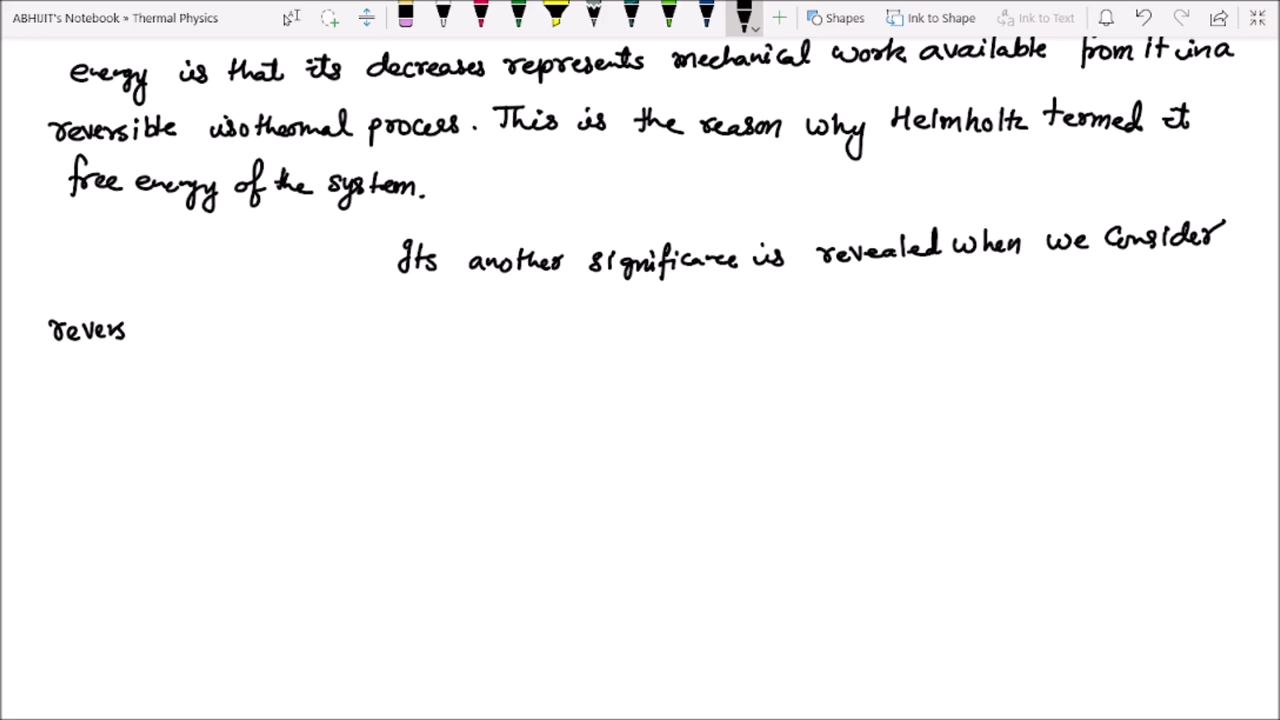 ABHIJIT's Notebook » Thermal Physics
Shapes
Ink to Shape
Ink to Text
energy is that its decreases represents mechanical work available from it in a
reversible isothermal process. This is the reason why Helmholtz termed it
free energy of the system.
Its another significance is revealed when we consider
revers